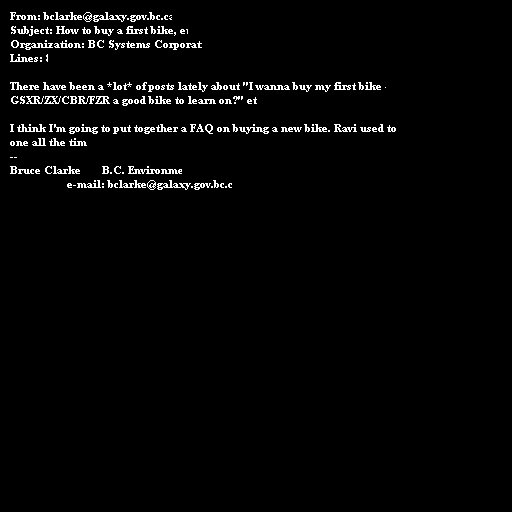 From: bclarke@galaxy.gov.bc.ca
Subject: How to buy a first bike,
Organization: BC Systems Corporat
Lines:
There have been a *lot* of posts lately about "I wanna buy my first bike -
GSXR/ZX/CBR/FZR a good bike to learn on?" et
I think I'm going to put together a FAQ on buying a new bike. Ravi used to
one all the tim
--
Bruce Clarke B.C. Environme
e-mail: bclarke@galaxy.gov.bc.c